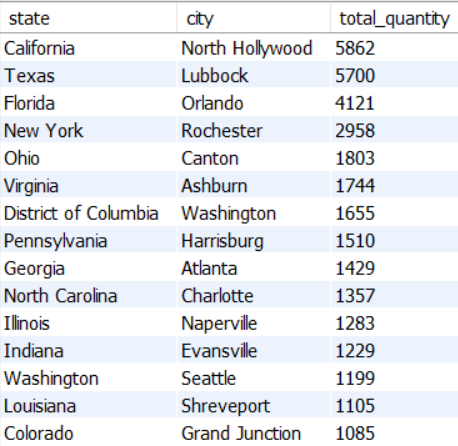 state city total_quantity
California North Hollywood 5862
Texas Lubbock 5700
Florida Orlando 4121
New York Rochester 2958
Ohio Canton 1803
Virginia Ashburn 1744
District of Columbia Washington 1655
Pennsylvania Harrisburg 1510
Georgia Atlanta 1429
North Carolina Charlotte 1357
Illinois Naperville 1283
Indiana Evansville 1229
Washington Seattle 1199
Louisiana Shreveport 1105
Colorado Grand Junction 1085